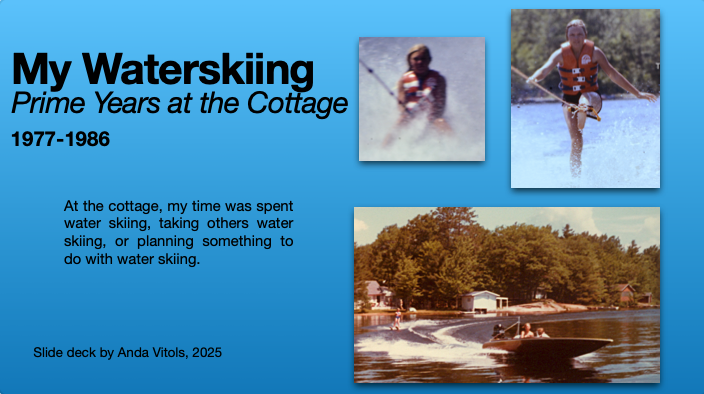 My Waterskiing
Prime Years at the Cottage
1977-1986
At the cottage, my time was spent
water skiing, taking others water
skiing, or planning something to
do with water skiing.
Slide deck by Anda Vitols, 2025